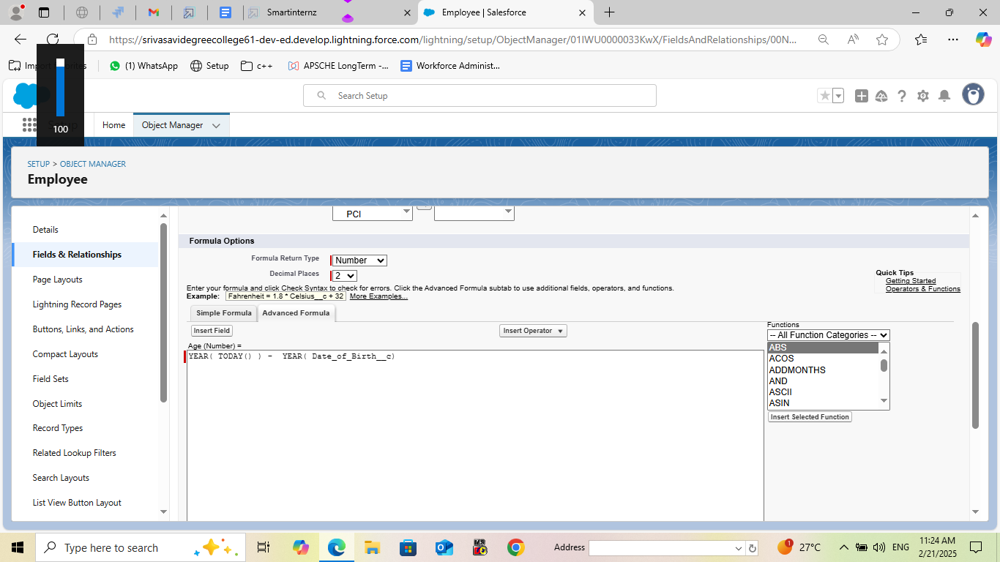 Smartinternz
Employee | Salesforce
https://srivasavidegreecollege61-dev-ed.develop.lightning.force.com/lightning/setup/ObjectManager/01IWU0000033KwX/FieldsAndRelationships/00N...
(1) WhatsApp
Setup
c++
APSCHE LongTerm -...
Workforce Administ...
100
Search Setup
Home
Object Manager
SETUP > OBJECT MANAGER
Employee
Details
Fields & Relationships
Page Layouts
Lightning Record Pages
Buttons, Links, and Actions
Compact Layouts
Field Sets
Object Limits
Record Types
Related Lookup Filters
Search Layouts
List View Button Layout
PCI
Formula Options
Formula Return Type Number
Decimal Places 2
Quick Tips
Getting Started
Operators & Functions
Enter your formula and click Check Syntax to check for errors. Click the Advanced Formula subtab to use additional fields, operators, and functions.
Example: Fahrenheit = 1.8 * Celsius__c + 32 More Examples...
Simple Formula Advanced Formula
Insert Field
Insert Operator
Age (Number) =
YEAR( TODAY() ) - YEAR( Date_of_Birth__c)
Functions
-- All Function Categories --
ABS
ACOS
ADDMONTHS
AND
ASCII
ASIN
Insert Selected Function
Type here to search
Address
1
27°C
ENG
11:24 AM
2/21/2025